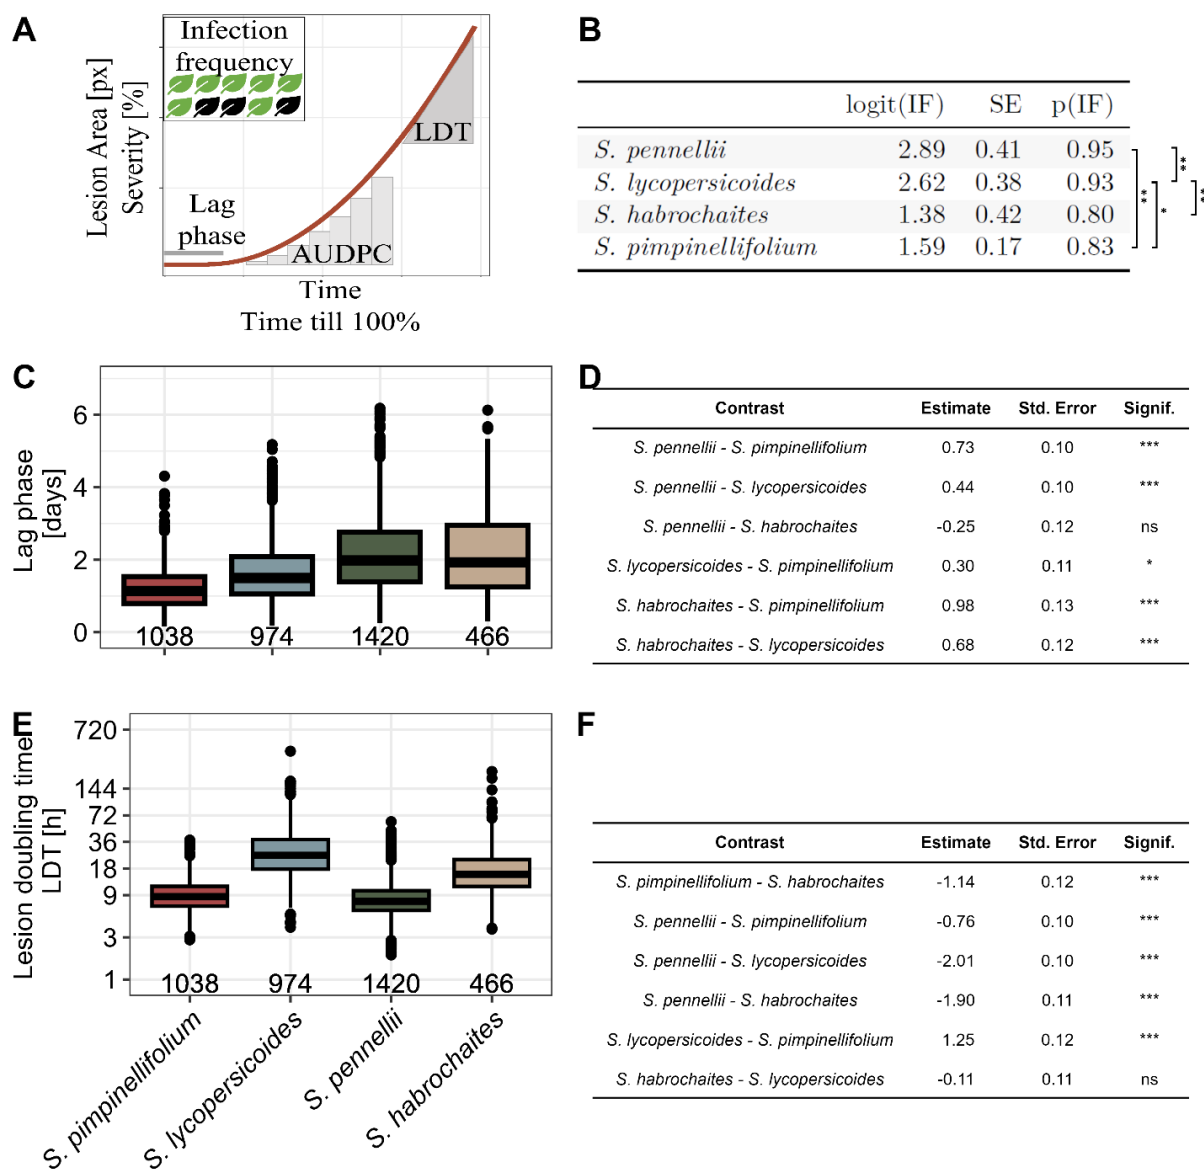 A
Infection
frequency
Lesion Area [px]
Severity [%]
Lag
phase
LDT
AUDPC
Time
Time till 100%
B
logit(IF) SE p(IF)
S. pennellii 2.89 0.41 0.95
S. lycopersicoides 2.62 0.38 0.93
S. habrochaites 1.38 0.42 0.80
S. pimpinellifolium 1.59 0.17 0.83
** * ** **
C
Lag phase
[days]
6
4
2
0
1038 974 1420 466
D
Contrast Estimate Std. Error Signif.
S. pennellii - S. pimpinellifolium 0.73 0.10 ***
S. pennellii - S. lycopersicoides 0.44 0.10 ***
S. pennellii - S. habrochaites -0.25 0.12 ns
S. lycopersicoides - S. pimpinellifolium 0.30 0.11 *
S. habrochaites - S. pimpinellifolium 0.98 0.13 ***
S. habrochaites - S. lycopersicoides 0.68 0.12 ***
E
Lesion doubling time
LDT [h]
720
144
72
36
18
9
3
1
1038 974 1420 466
S. pimpinellifolium
S. lycopersicoides
S. pennellii
S. habrochaites
F
Contrast Estimate Std. Error Signif.
S. pimpinellifolium - S. habrochaites -1.14 0.12 ***
S. pennellii - S. pimpinellifolium -0.76 0.10 ***
S. pennellii - S. lycopersicoides -2.01 0.10 ***
S. pennellii - S. habrochaites -1.90 0.11 ***
S. lycopersicoides - S. pimpinellifolium 1.25 0.12 ***
S. habrochaites - S. lycopersicoides -0.11 0.11 ns